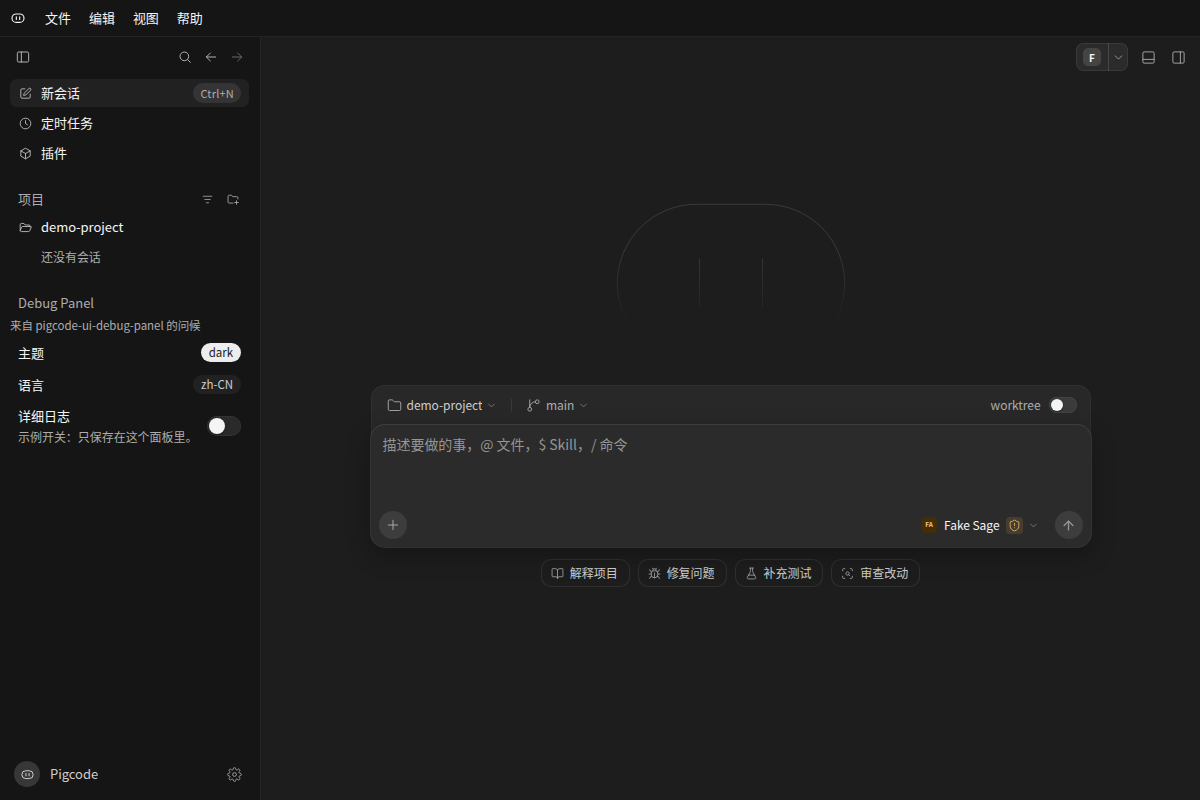 文件 编辑 视图 帮助
新会话 Ctrl+N
定时任务
插件
项目
demo-project
还没有会话
Debug Panel
来自 pigcode-ui-debug-panel 的问候
主题 dark
语言 zh-CN
详细日志
示例开关：只保存在这个面板里。
Pigcode
F
demo-project main worktree
描述要做的事，@ 文件，$ Skill，/ 命令
FA Fake Sage
解释项目 修复问题 补充测试 审查改动